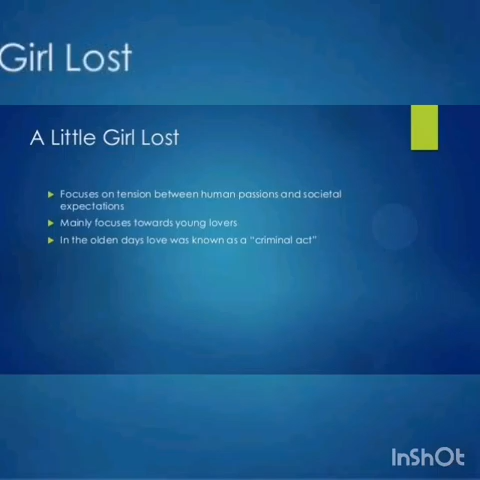 Girl Lost
A Little Girl Lost
Focuses on tension between human passions and societal
expectations
Mainly focuses towards young lovers
In the olden days love was known as a “criminal act”
InShOt